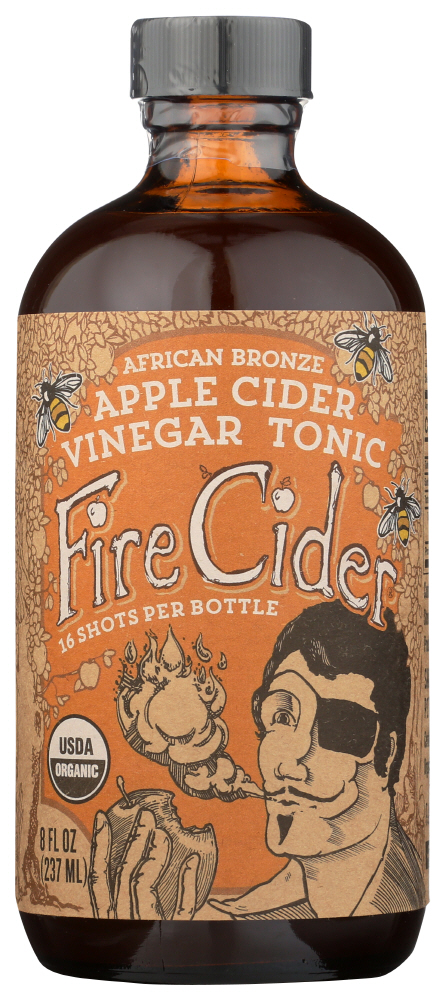 AFRICAN BRONZE
APPLE CIDER
VINEGAR TONIC
Fire Cider
16 SHOTS PER BOTTLE
USDA
ORGANIC
8 FL OZ
(237 ML)